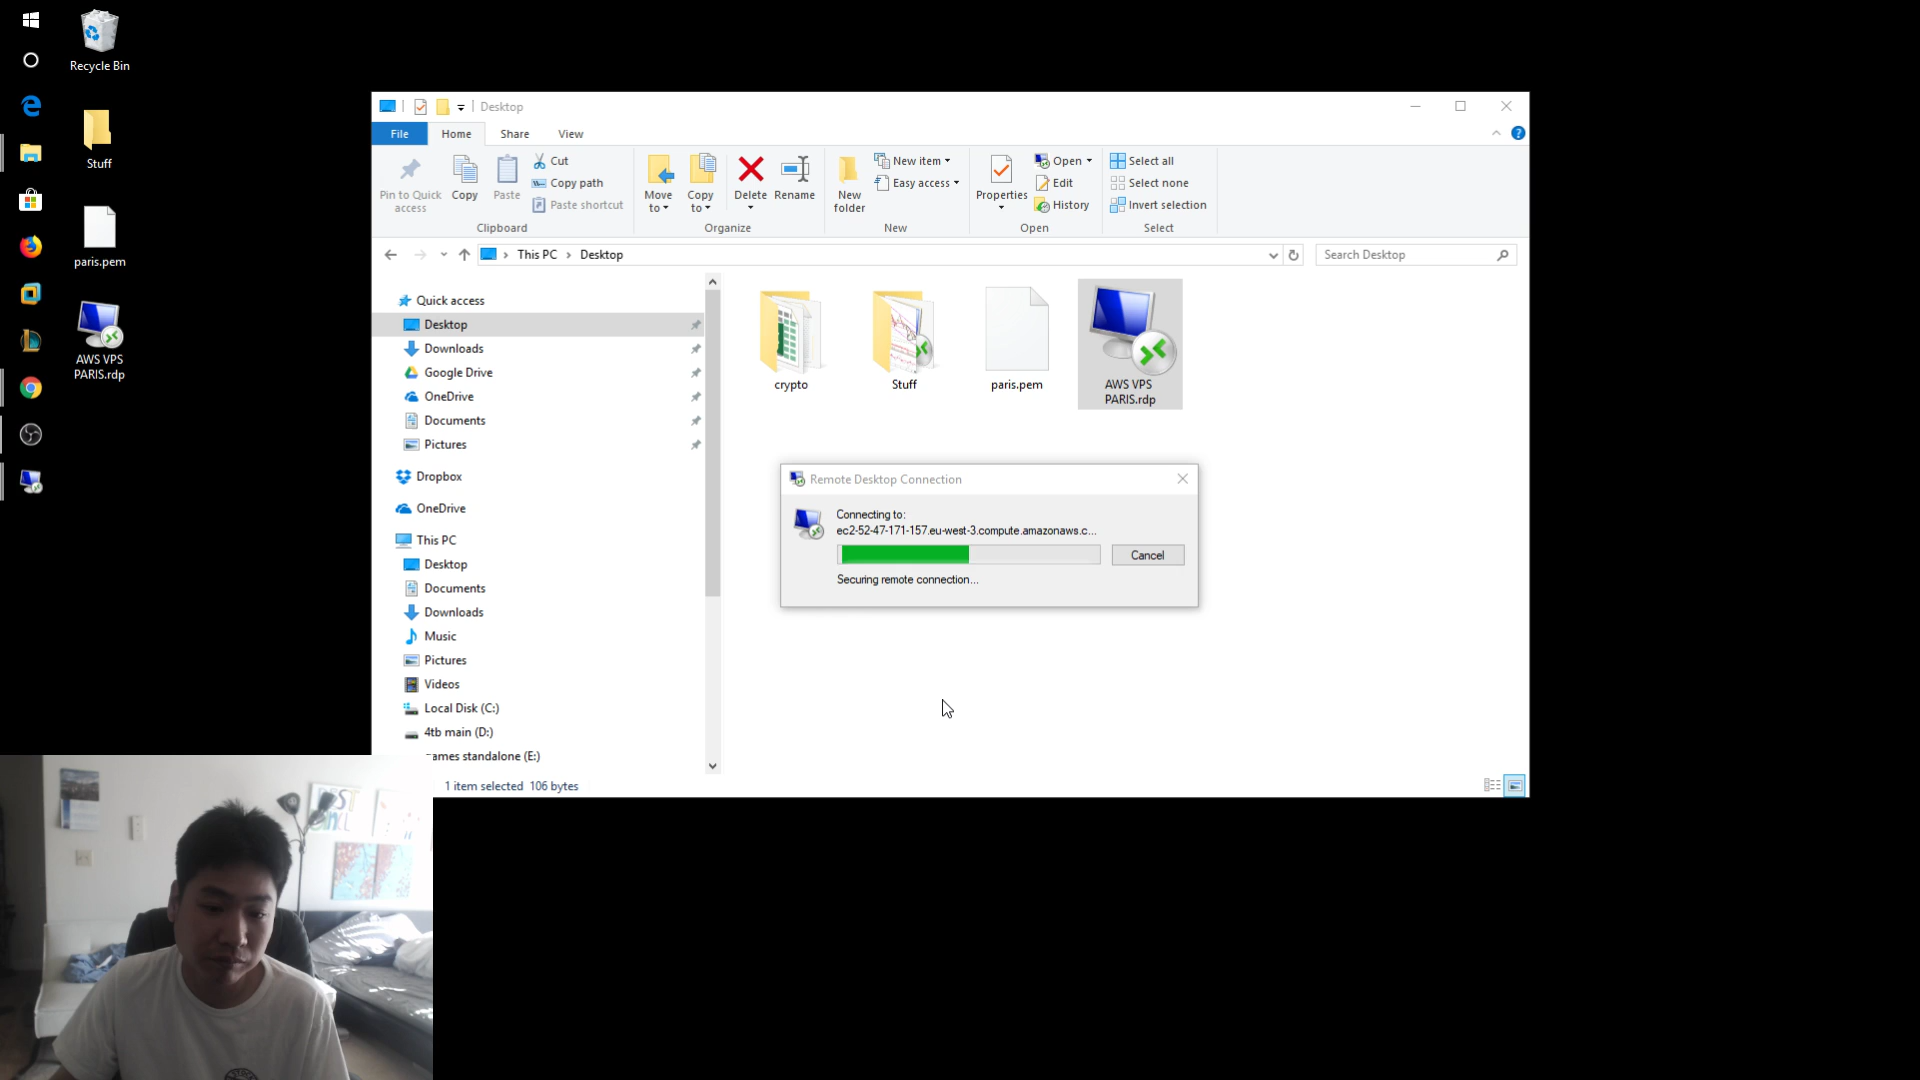 Recycle Bin
Stuff
paris.pem
AWS VPS
PARIS.rdp
Desktop
File
Home
Share
View
Pin to Quick
access
Copy
Paste
Cut
Copy path
Paste shortcut
Clipboard
Move
to
Copy
to
Delete
Rename
Organize
New
folder
New item
Easy access
New
Properties
Open
Edit
History
Open
Select all
Select none
Invert selection
Select
This PC > Desktop
Search Desktop
Quick access
Desktop
Downloads
Google Drive
OneDrive
Documents
Pictures
Dropbox
OneDrive
This PC
Desktop
Documents
Downloads
Music
Pictures
Videos
Local Disk (C:)
4tb main (D:)
standalone (E:)
crypto
Stuff
paris.pem
AWS VPS
PARIS.rdp
Remote Desktop Connection
Connecting to:
ec2-52-47-171-157.eu-west-3.compute.amazonaws.c...
Cancel
Securing remote connection...
1 item selected 106 bytes